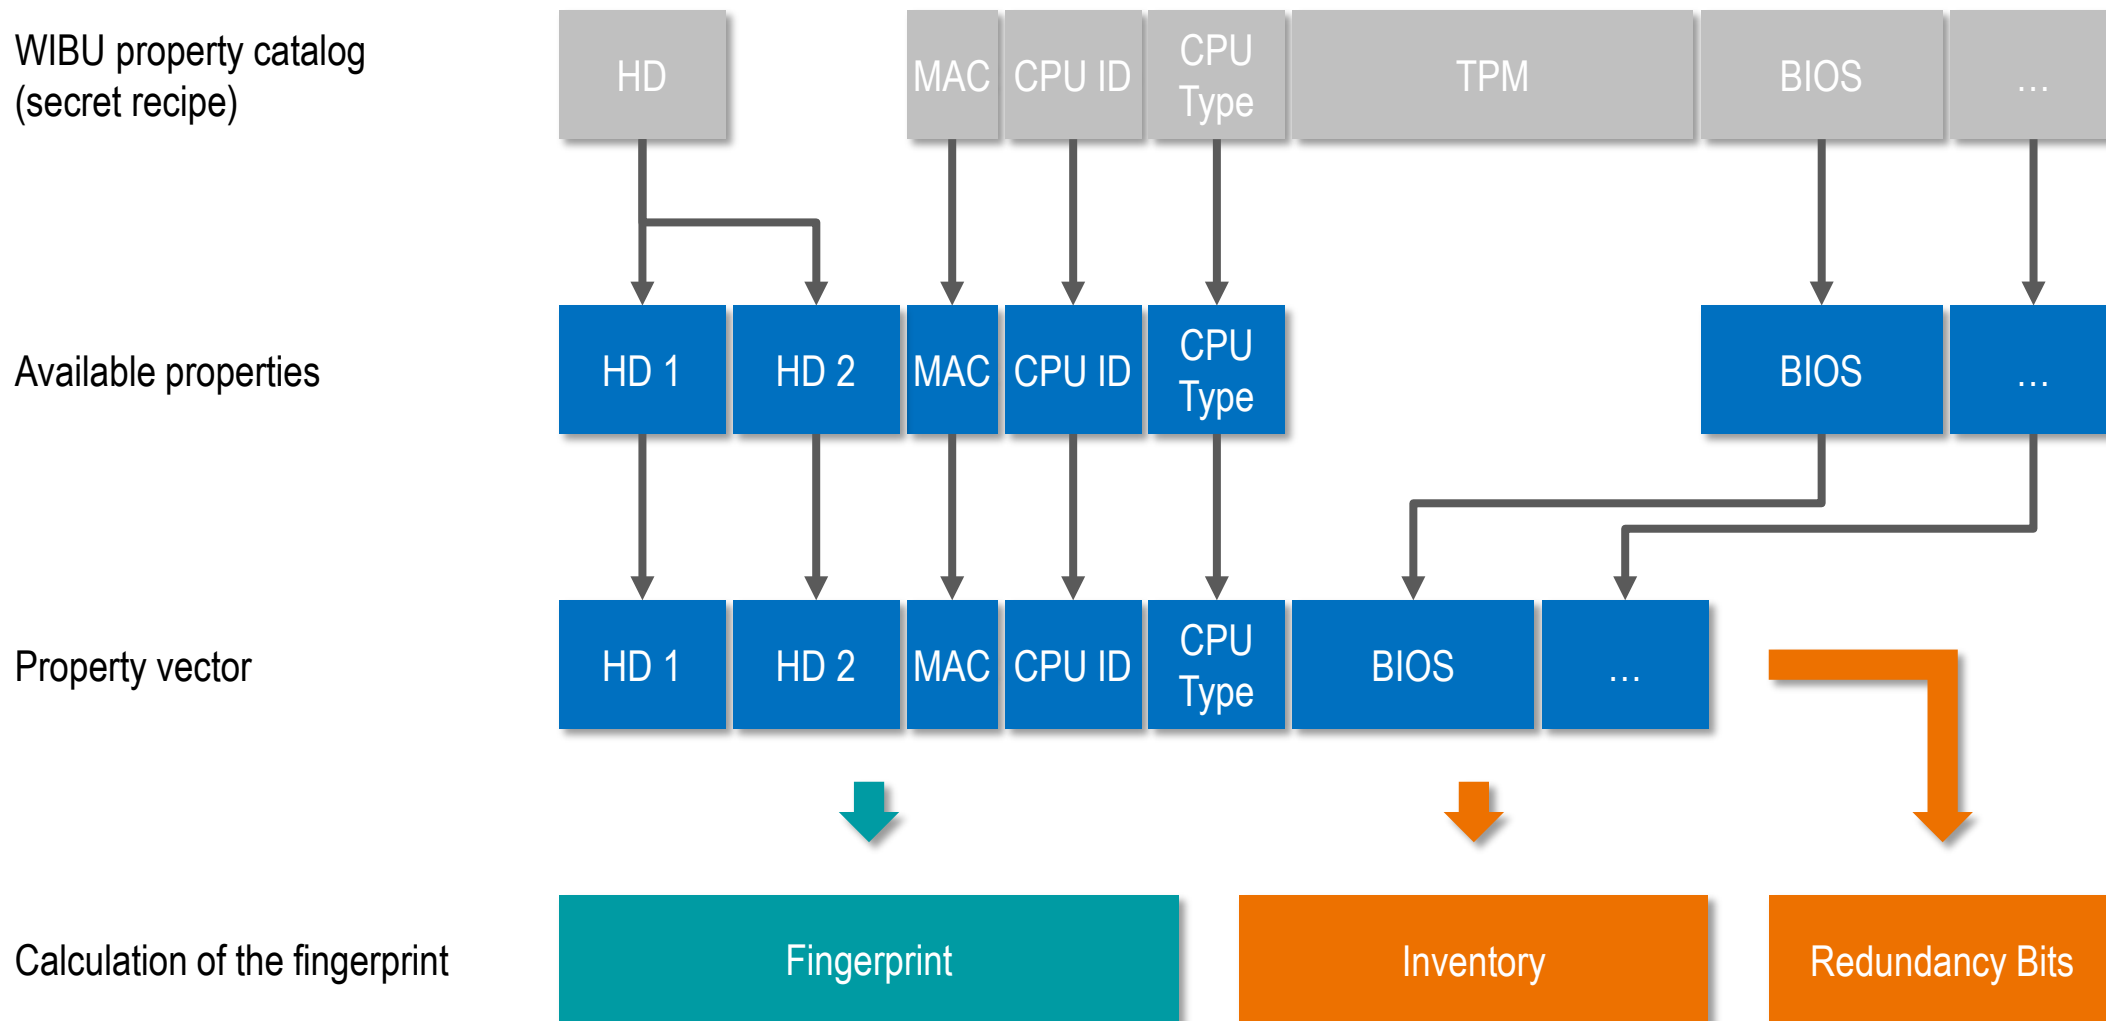 WIBU property catalog
(secret recipe)
HD
MAC
CPU ID
CPU
Type
TPM
BIOS
...
Available properties
HD 1
HD 2
MAC
CPU ID
CPU
Type
BIOS
...
Property vector
HD 1
HD 2
MAC
CPU ID
CPU
Type
BIOS
...
Calculation of the fingerprint
Fingerprint
Inventory
Redundancy Bits